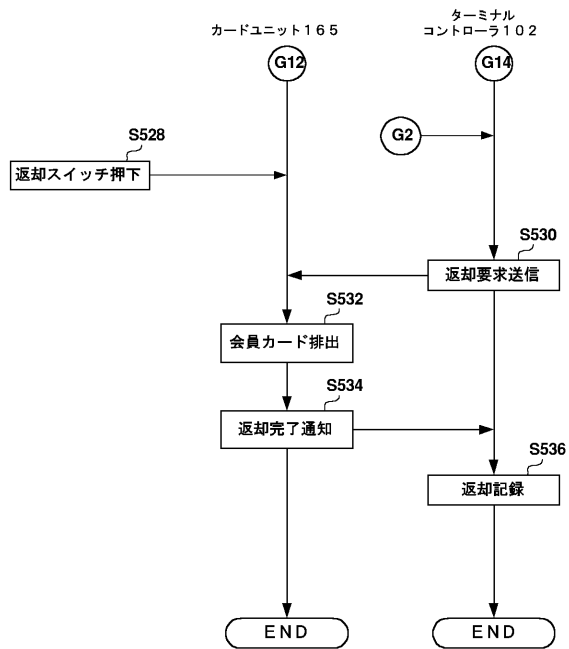 カードユニット１６５
ターミナル
コントローラ１０２
G12
G14
G2
S528
返却スイッチ押下
S530
返却要求送信
S532
会員カード排出
S534
返却完了通知
S536
返却記録
ＥＮＤ
ＥＮＤ